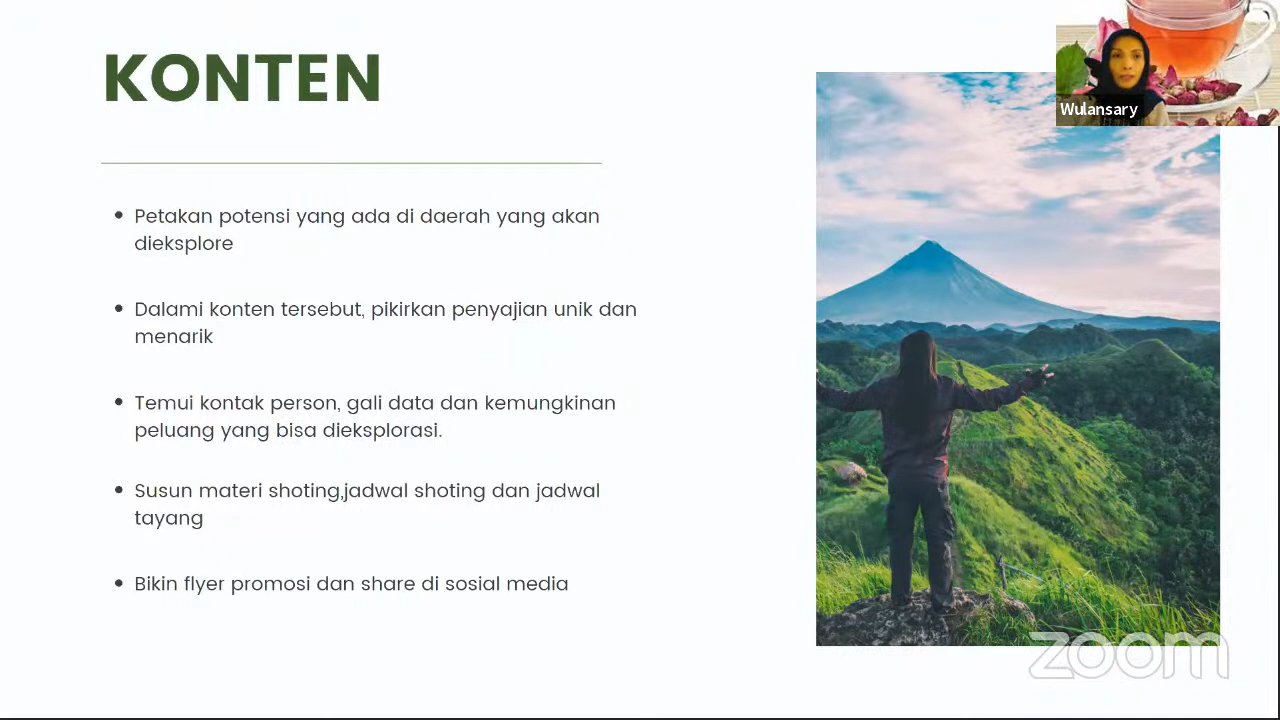 KONTEN
Wulansary
Petakan potensi yang ada di daerah yang akan
dieksplore
Dalami konten tersebut, pikirkan penyajian unik dan
menarik
Temui kontak person, gali data dan kemungkinan
peluang yang bisa dieksplorasi.
Susun materi shoting,jadwal shoting dan jadwal
tayang
Bikin flyer promosi dan share di sosial media
zoom